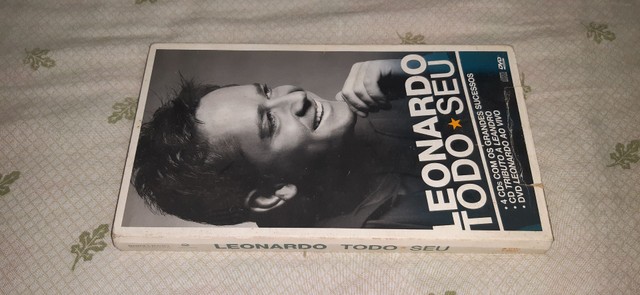 LEONARDO
TODO ★ SEU
• 4 CDs COM OS GRANDES SUCESSOS
• CD TRIBUTO À LEANDRO
• DVD LEONARDO AO VIVO
DVD
LEONARDO TODO ★ SEU